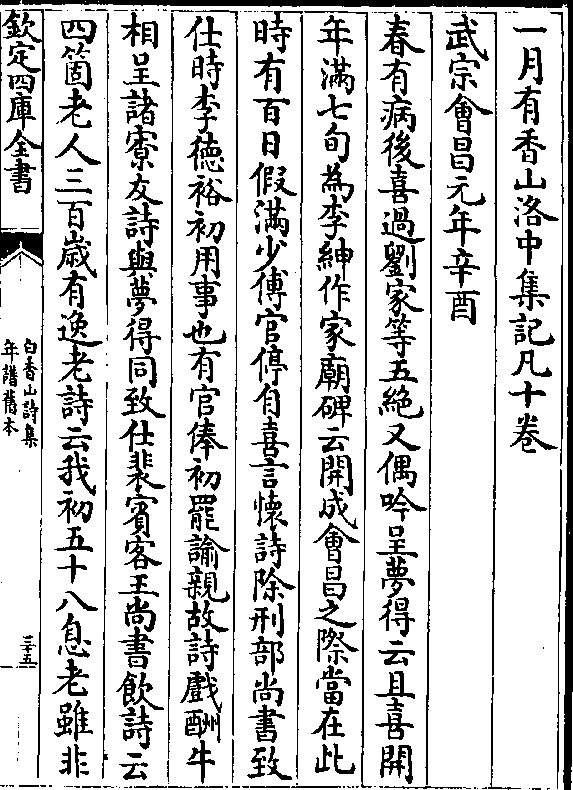 一月有香山洛中集記凡十卷
武宗會昌元年辛酉
春有病後喜過劉家等五絶又偶吟呈夢得云且喜開
年滿七旬為李紳作家廟碑云開成會昌之際當在此
時有百日假滿少傅官停自喜言懷詩除刑部尚書致
仕時李德裕初用事也有官俸初罷諭親故詩戲酬牛
相呈諸寮友詩與夢得同致仕裴賓客王尚書飲詩云
四箇老人三百歳有逸老詩云我初五十八息老雖非
欽定四庫全書
白香山詩集
年譜舊本
三十五